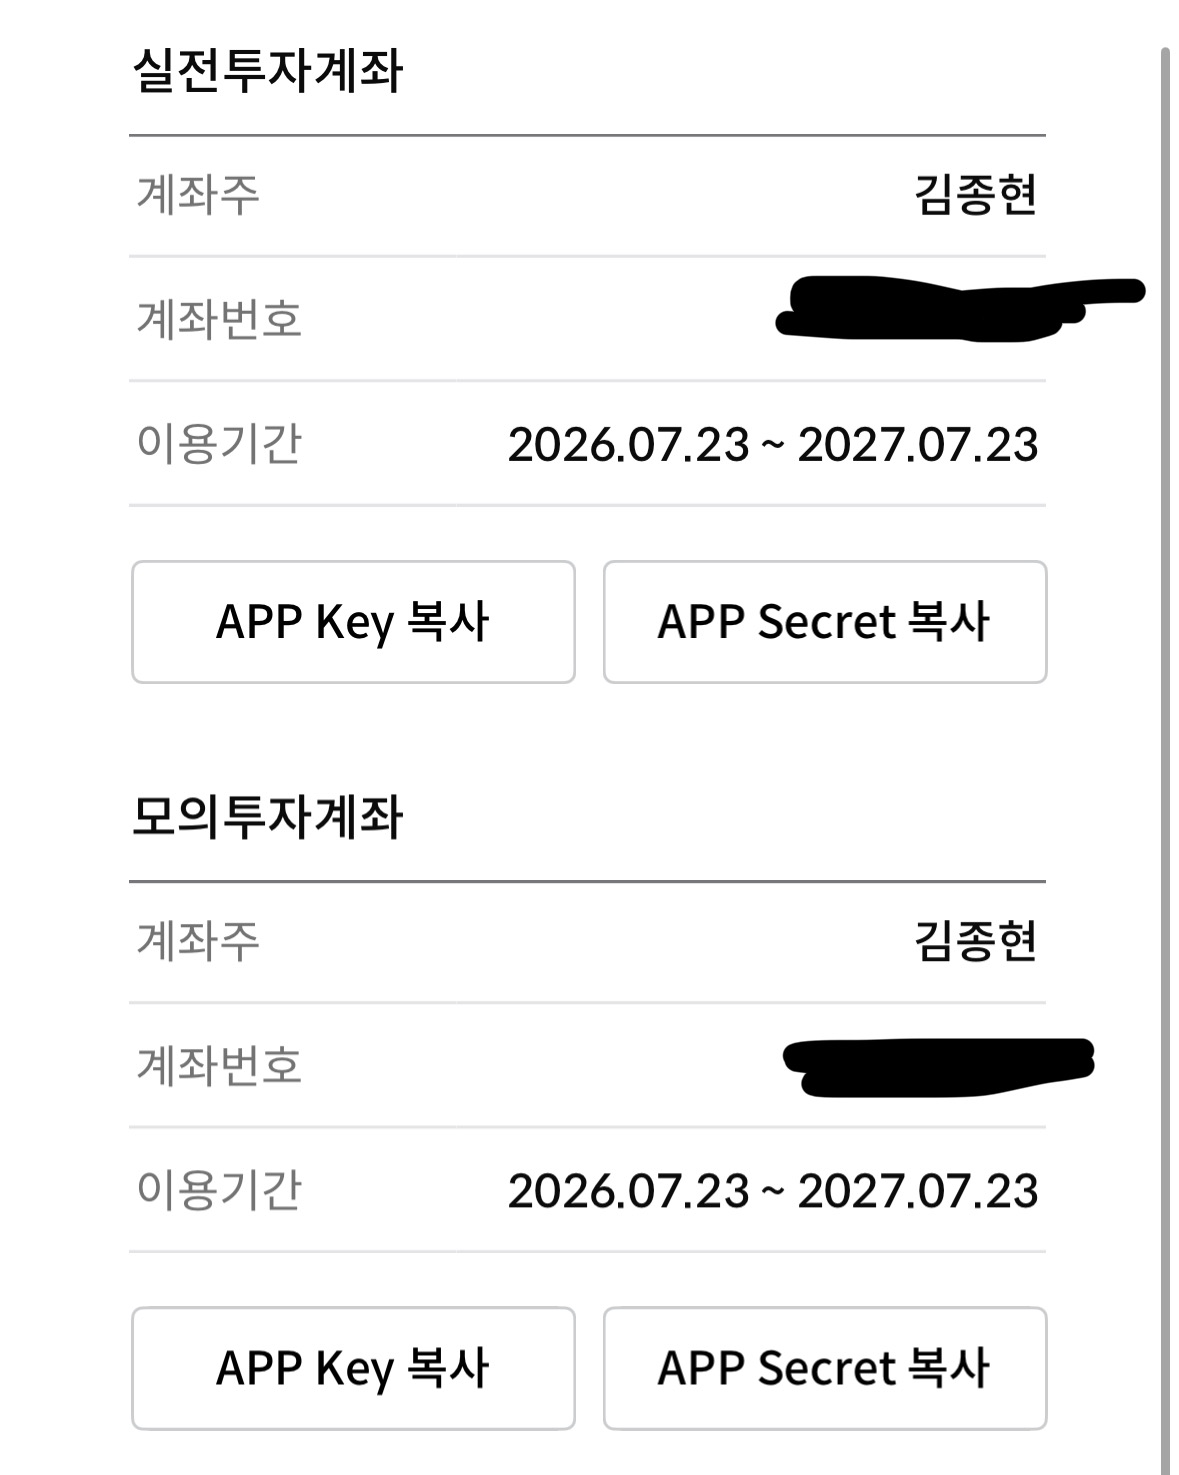 실전투자계좌
계좌주 김종현
계좌번호
이용기간 2026.07.23 ~ 2027.07.23
APP Key 복사 APP Secret 복사
모의투자계좌
계좌주 김종현
계좌번호
이용기간 2026.07.23 ~ 2027.07.23
APP Key 복사 APP Secret 복사